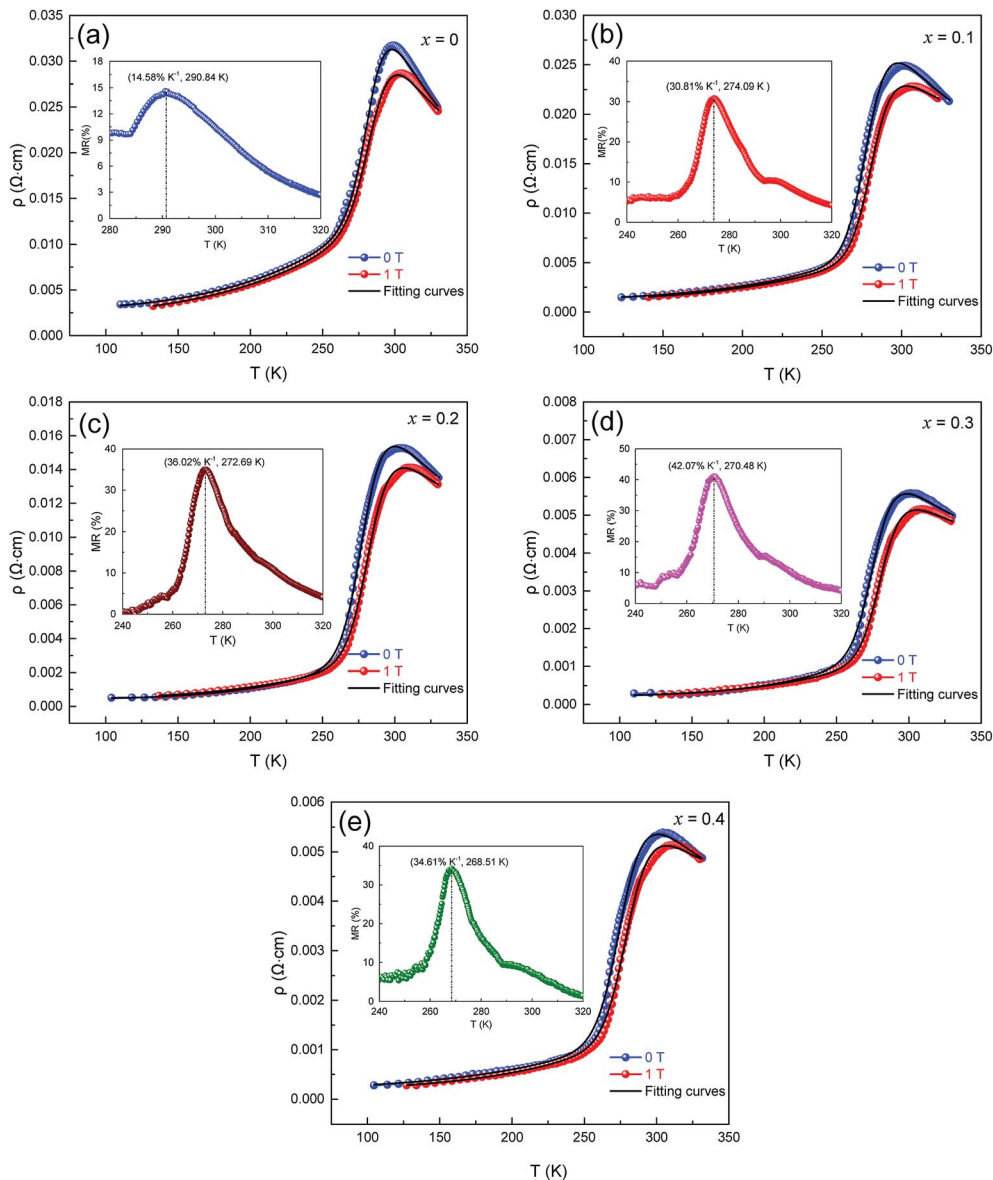 (a)
x = 0
0.035
0.030
0.025
0.020
0.015
0.010
0.005
0.000
ρ (Ω·cm)
18
15
12
9
6
3
0
MR(%)
(14.58% K⁻¹, 290.84 K)
280 290 300 310 320
T (K)
0 T
1 T
Fitting curves
100 150 200 250 300 350
T (K)
(b)
x = 0.1
0.035
0.030
0.025
0.020
0.015
0.010
0.005
0.000
ρ (Ω·cm)
40
30
20
10
0
MR(%)
(30.81% K⁻¹, 274.09 K )
240 260 280 300 320
T (K)
0 T
1 T
Fitting curves
100 150 200 250 300 350
T (K)
(c)
x = 0.2
0.018
0.016
0.014
0.012
0.010
0.008
0.006
0.004
0.002
0.000
ρ (Ω·cm)
40
30
20
10
0
MR (%)
(36.02% K⁻¹, 272.69 K)
240 260 280 300 320
T (K)
0 T
1 T
Fitting curves
100 150 200 250 300 350
T (K)
(d)
x = 0.3
0.008
0.007
0.006
0.005
0.004
0.003
0.002
0.001
0.000
ρ (Ω·cm)
50
40
30
20
10
0
MR (%)
(42.07% K⁻¹, 270.48 K)
240 260 280 300 320
T (K)
0 T
1 T
Fitting curves
100 150 200 250 300 350
T (K)
(e)
x = 0.4
0.006
0.005
0.004
0.003
0.002
0.001
0.000
ρ (Ω·cm)
40
30
20
10
0
MR (%)
(34.61% K⁻¹, 268.51 K)
240 260 280 300 320
T (K)
0 T
1 T
Fitting curves
100 150 200 250 300 350
T (K)